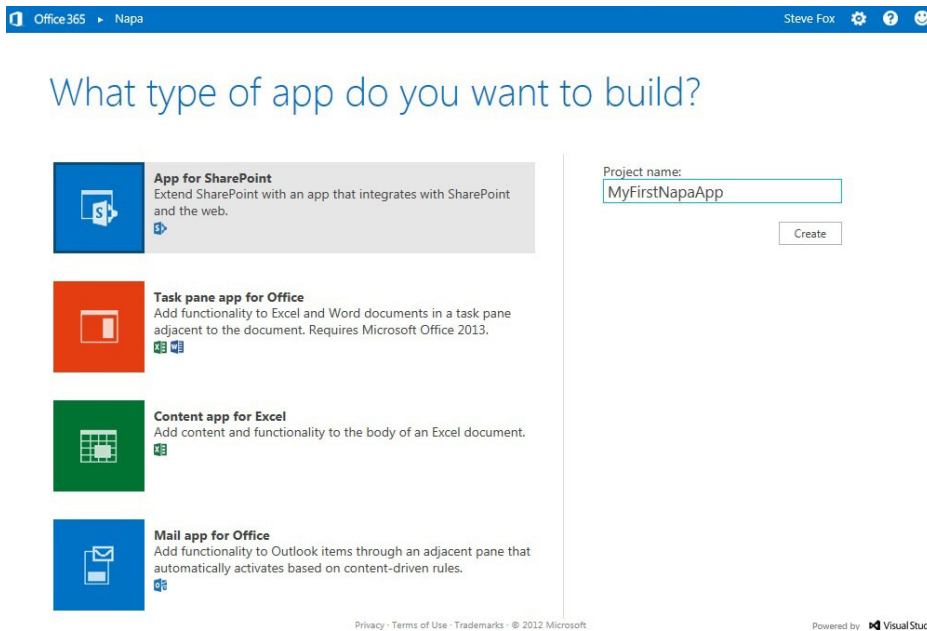 Office 365 ▸ Napa
Steve Fox
What type of app do you want to build?
App for SharePoint
Extend SharePoint with an app that integrates with SharePoint
and the web.
Task pane app for Office
Add functionality to Excel and Word documents in a task pane
adjacent to the document. Requires Microsoft Office 2013.
Content app for Excel
Add content and functionality to the body of an Excel document.
Mail app for Office
Add functionality to Outlook items through an adjacent pane that
automatically activates based on content-driven rules.
Project name:
MyFirstNapaApp
Create
Privacy · Terms of Use · Trademarks · © 2012 Microsoft
Powered by Visual Stud